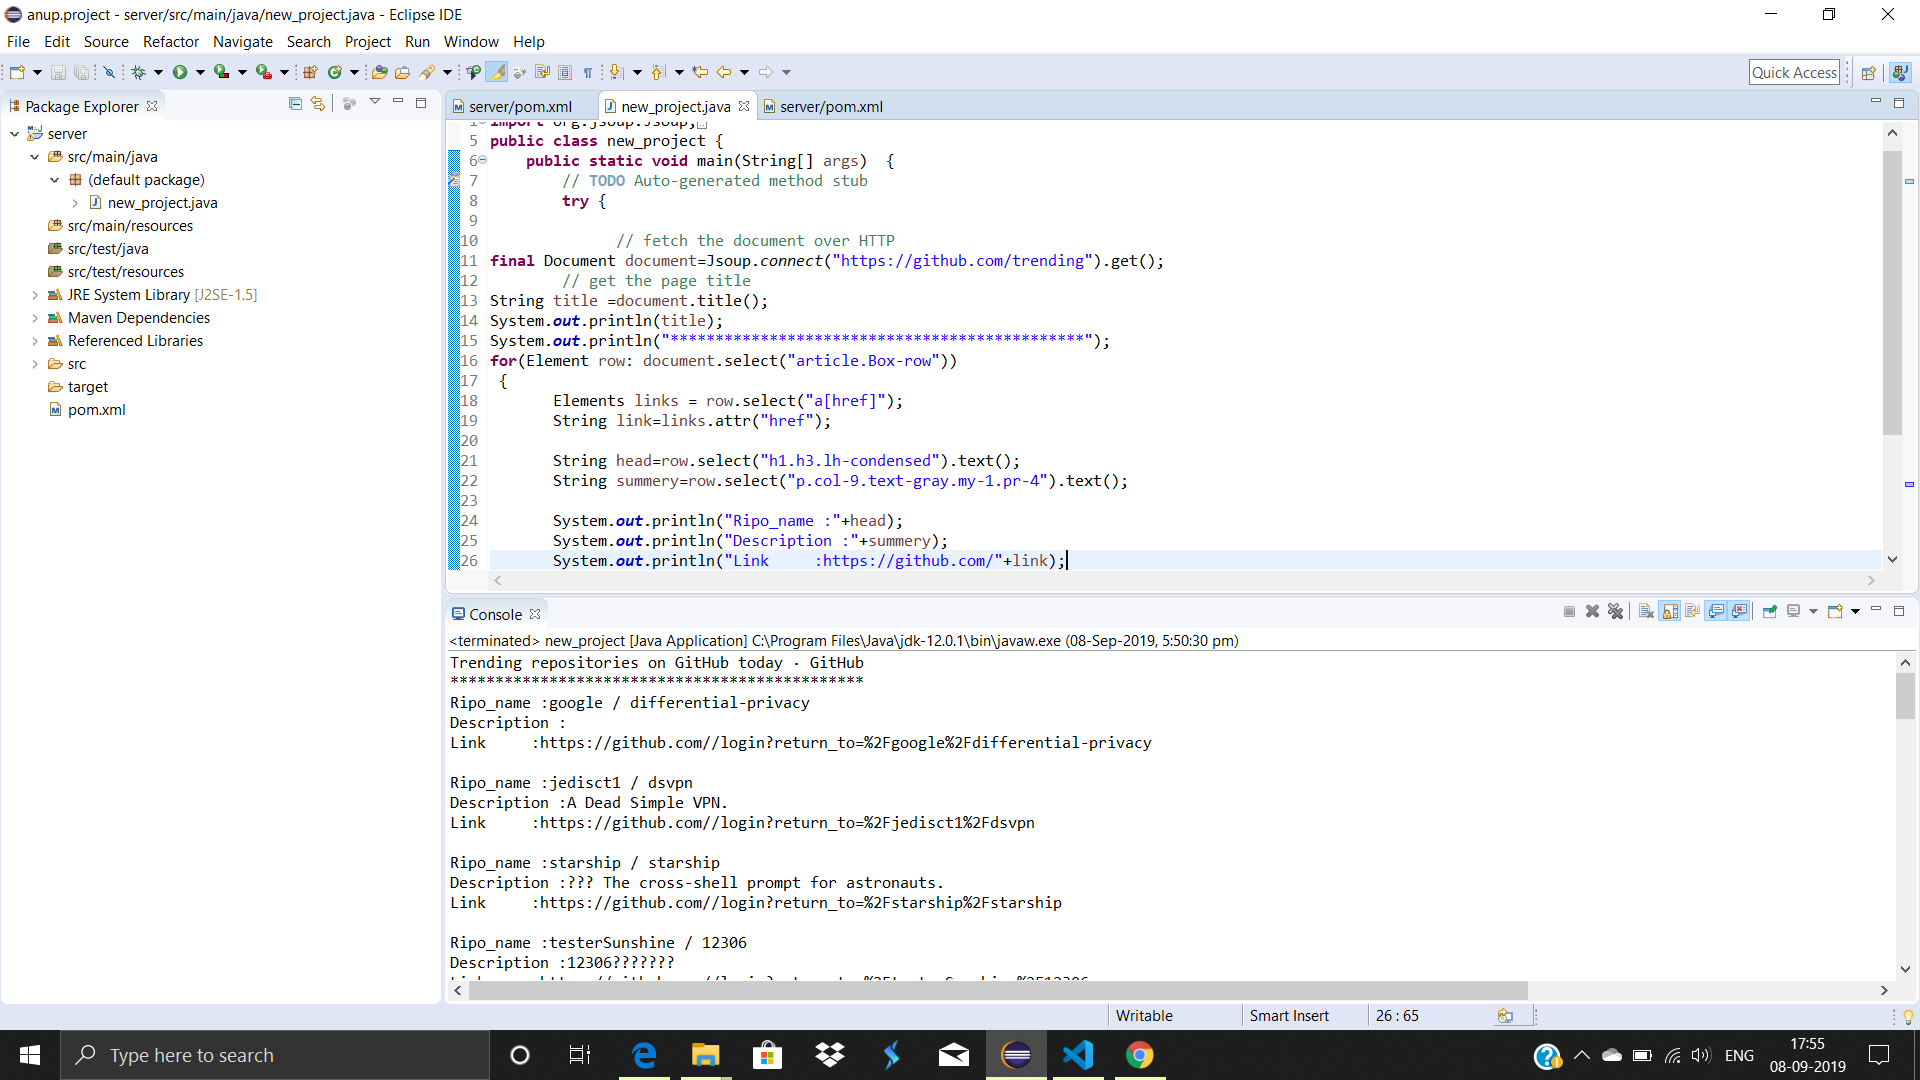 anup.project - server/src/main/java/new_project.java - Eclipse IDE
File Edit Source Refactor Navigate Search Project Run Window Help
Quick Access
Package Explorer
server
src/main/java
(default package)
new_project.java
src/main/resources
src/test/java
src/test/resources
JRE System Library [J2SE-1.5]
Maven Dependencies
Referenced Libraries
src
target
pom.xml
server/pom.xml new_project.java server/pom.xml
import org.jsoup.Jsoup;
5 public class new_project {
6 public static void main(String[] args) {
7 // TODO Auto-generated method stub
8 try {
9
10 // fetch the document over HTTP
11 final Document document=Jsoup.connect("https://github.com/trending").get();
12 // get the page title
13 String title =document.title();
14 System.out.println(title);
15 System.out.println("**********************************************");
16 for(Element row: document.select("article.Box-row"))
17 {
18 Elements links = row.select("a[href]");
19 String link=links.attr("href");
20
21 String head=row.select("h1.h3.lh-condensed").text();
22 String summery=row.select("p.col-9.text-gray.my-1.pr-4").text();
23
24 System.out.println("Ripo_name :"+head);
25 System.out.println("Description :"+summery);
26 System.out.println("Link     :https://github.com/"+link);
Console
<terminated> new_project [Java Application] C:\Program Files\Java\jdk-12.0.1\bin\javaw.exe (08-Sep-2019, 5:50:30 pm)
Trending repositories on GitHub today · GitHub
**********************************************
Ripo_name :google / differential-privacy
Description :
Link     :https://github.com//login?return_to=%2Fgoogle%2Fdifferential-privacy
Ripo_name :jedisct1 / dsvpn
Description :A Dead Simple VPN.
Link     :https://github.com//login?return_to=%2Fjedisct1%2Fdsvpn
Ripo_name :starship / starship
Description :??? The cross-shell prompt for astronauts.
Link     :https://github.com//login?return_to=%2Fstarship%2Fstarship
Ripo_name :testerSunshine / 12306
Description :12306???????
Link     :https://github.com//login?return_to=%2FtesterSunshine%2F12306
Writable Smart Insert 26 : 65
Type here to search
ENG
17:55
08-09-2019